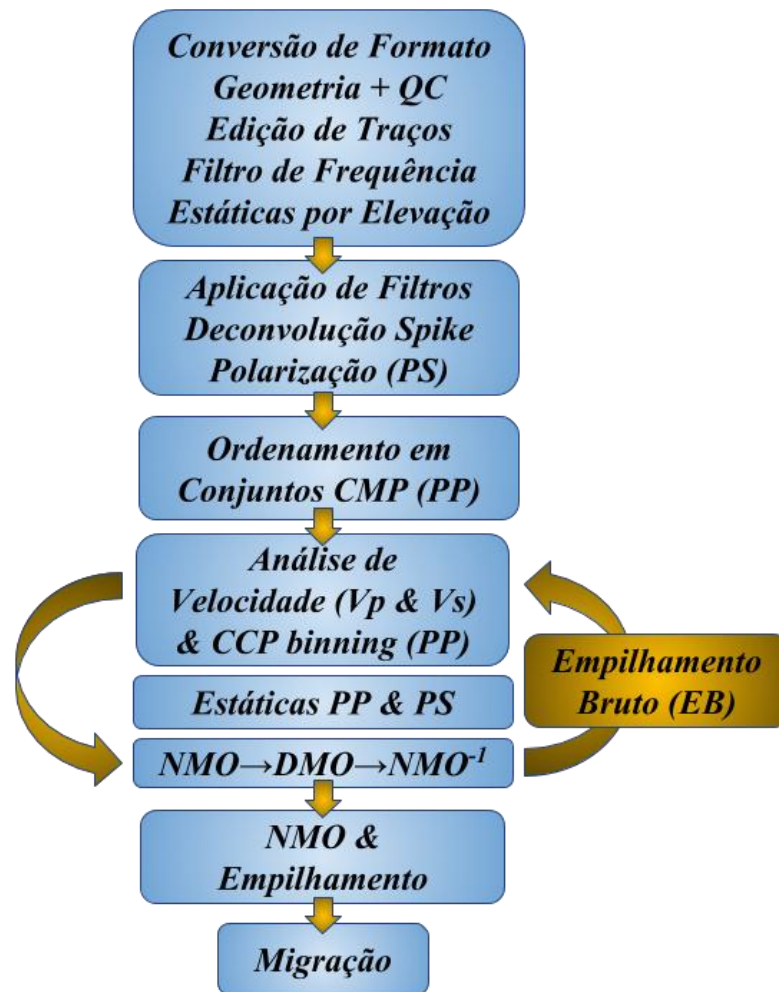 Conversão de Formato
Geometria + QC
Edição de Traços
Filtro de Frequência
Estáticas por Elevação
Aplicação de Filtros
Deconvolução Spike
Polarização (PS)
Ordenamento em
Conjuntos CMP (PP)
Análise de
Velocidade (Vp & Vs)
& CCP binning (PP)
Empilhamento
Bruto (EB)
Estáticas PP & PS
NMO→DMO→NMO⁻¹
NMO &
Empilhamento
Migração